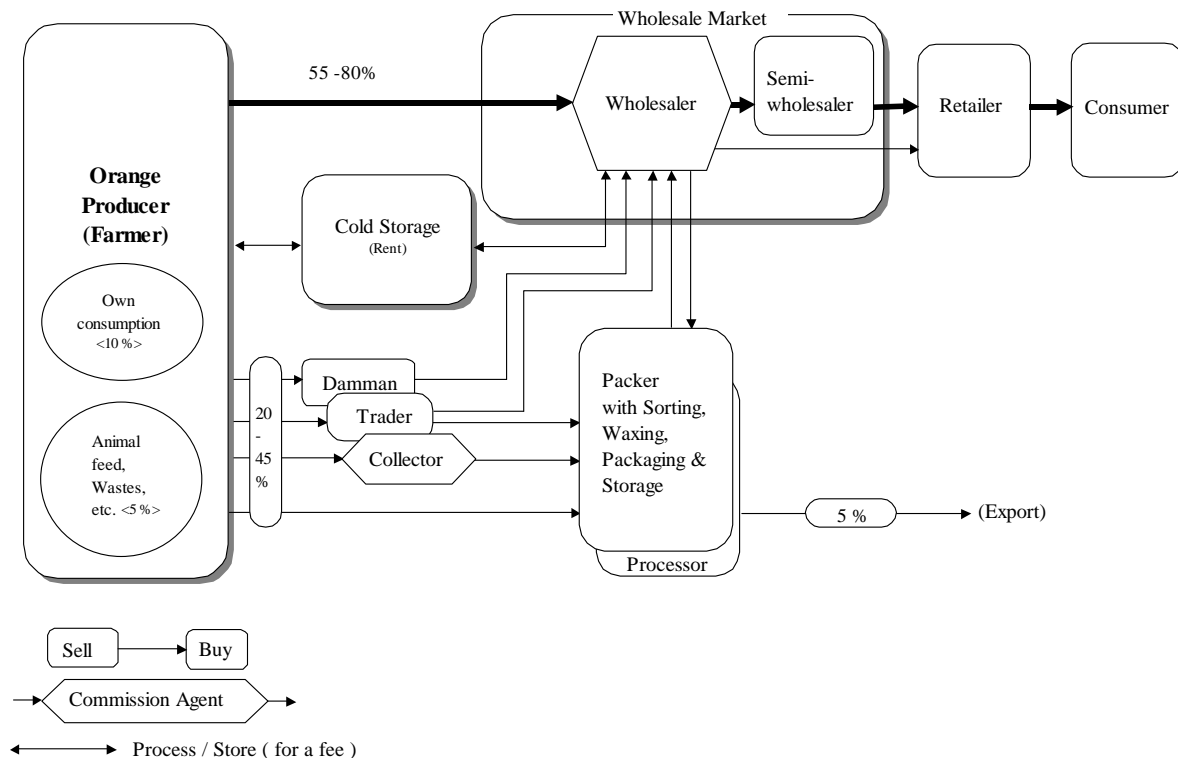 Wholesale Market
55 -80%
Wholesaler
Semi-
wholesaler
Retailer
Consumer
Orange
Producer
(Farmer)
Cold Storage
(Rent)
Own
consumption
<10 %>
Animal
feed,
Wastes,
etc. <5 %>
20
-
45
%
Damman
Trader
Collector
Packer
with Sorting,
Waxing,
Packaging &
Storage
Processor
5 %
(Export)
Sell
Buy
Commission Agent
Process / Store ( for a fee )